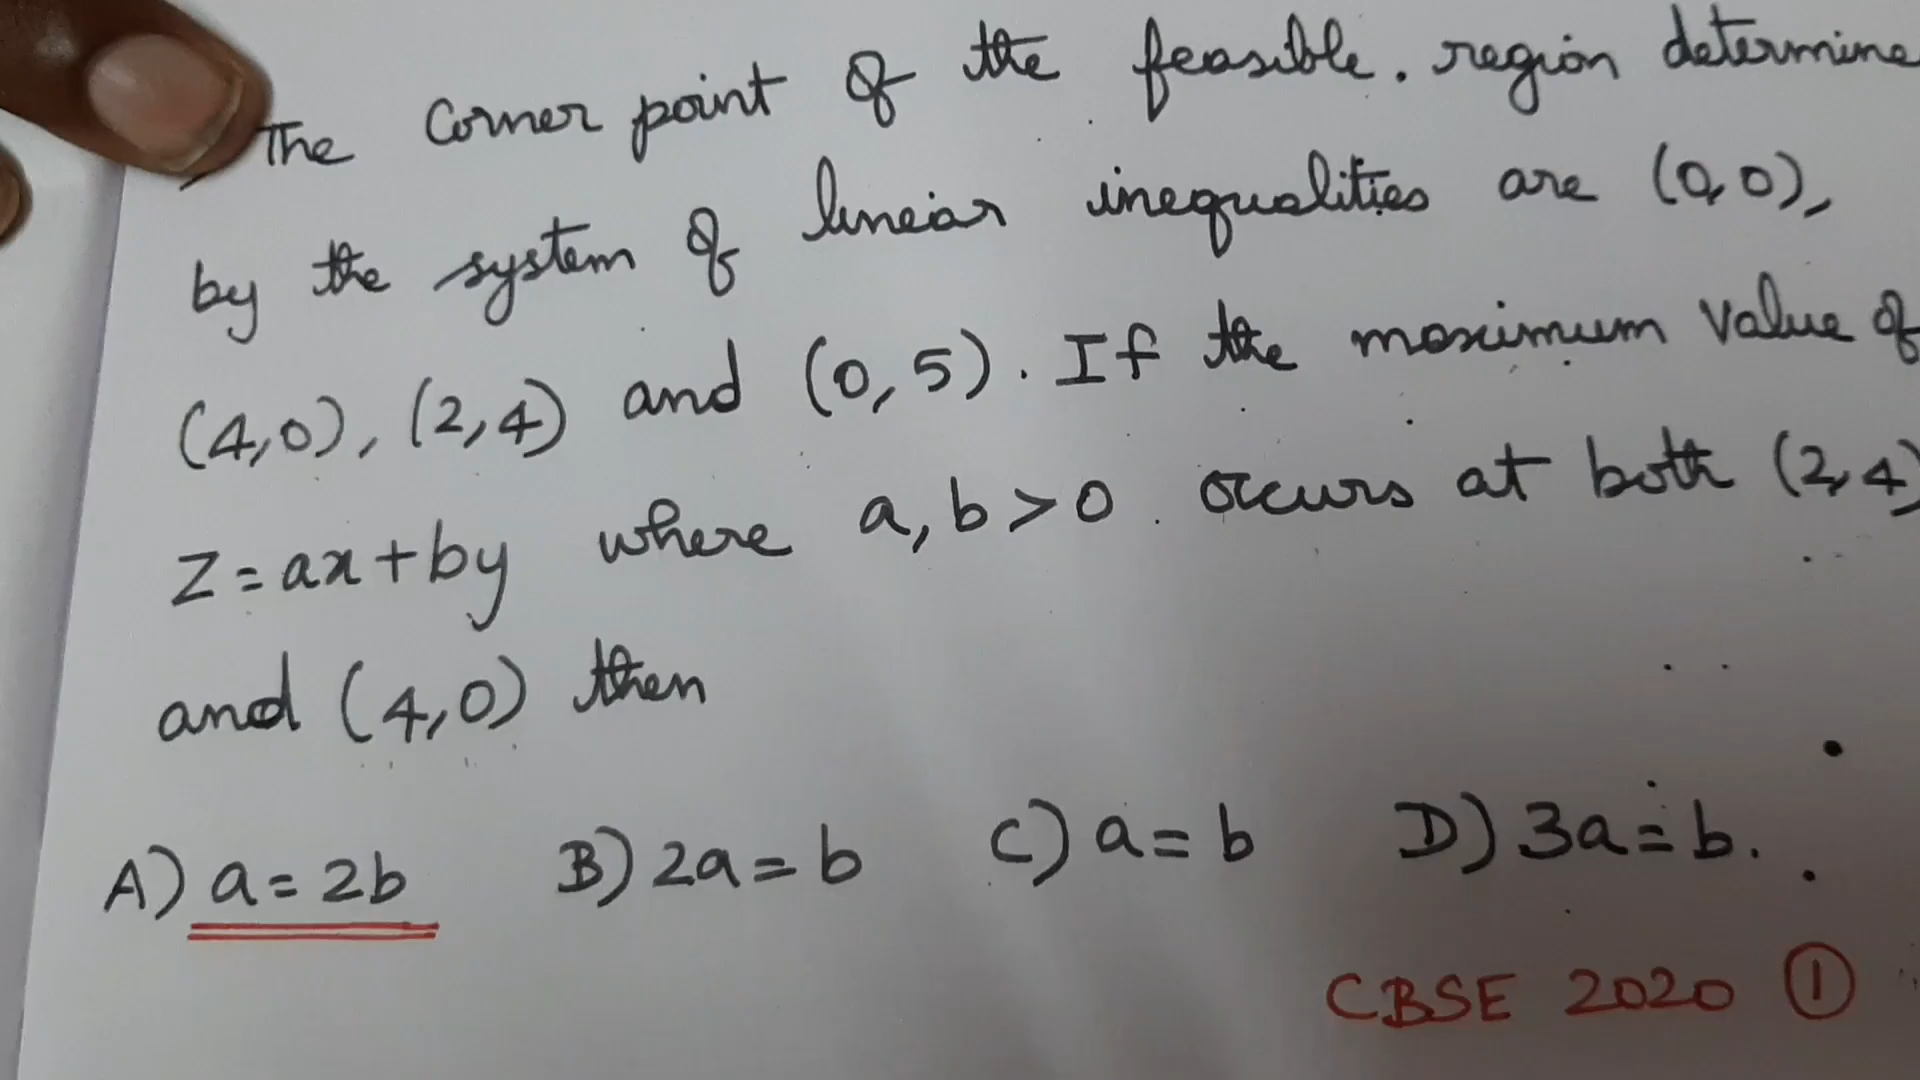 The corner point of the feasible. region determine
by the system of linear inequalities are (0,0),
(4,0), (2,4) and (0,5). If the maximum value of
Z=ax+by where a,b>0. occurs at both (2,4)
and (4,0) then
A) a=2b B) 2a=b C) a=b D) 3a=b.
CBSE 2020 ①